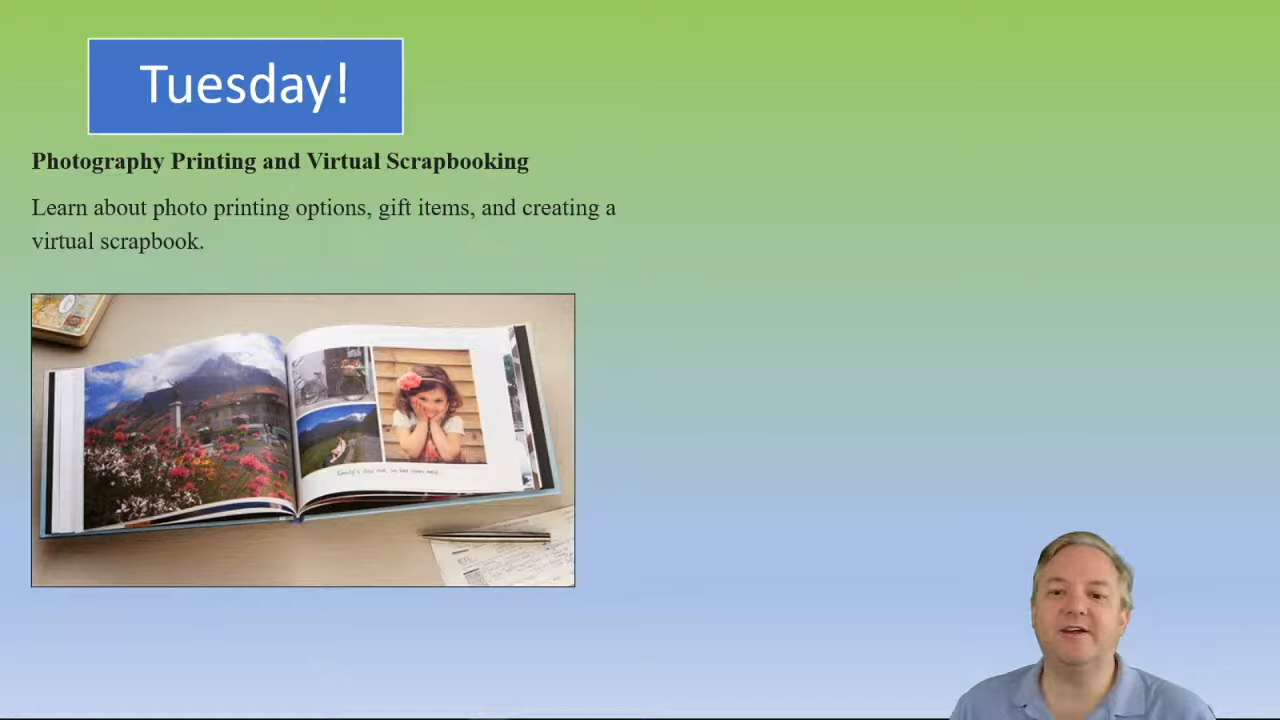 Tuesday!
Photography Printing and Virtual Scrapbooking
Learn about photo printing options, gift items, and creating a
virtual scrapbook.